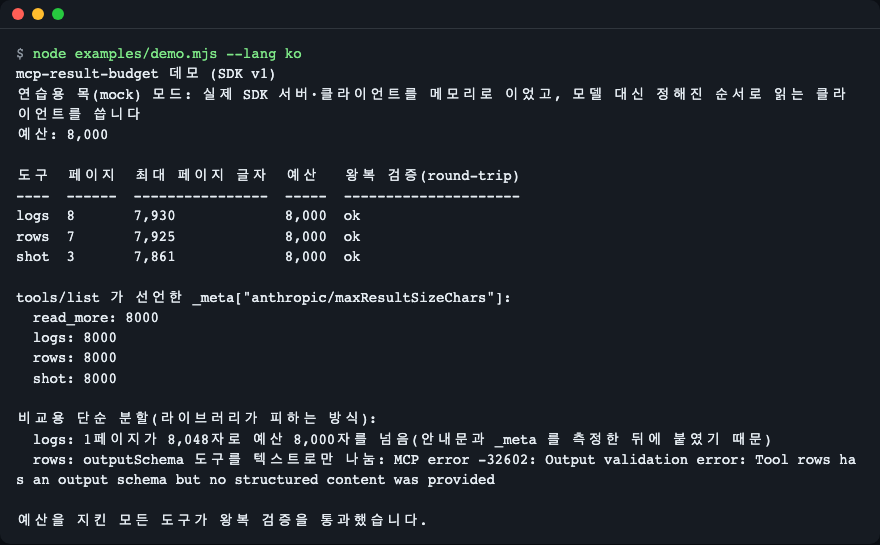 $ node examples/demo.mjs --lang ko
mcp-result-budget 데모 (SDK v1)
연습용 목(mock) 모드: 실제 SDK 서버·클라이언트를 메모리로 이었고, 모델 대신 정해진 순서로 읽는 클라
이언트를 씁니다
예산: 8,000
도구 페이지 최대 페이지 글자 예산 왕복 검증(round-trip)
---- ------ ---------------- ----- ---------------------
logs 8 7,930 8,000 ok
rows 7 7,925 8,000 ok
shot 3 7,861 8,000 ok
tools/list 가 선언한 _meta["anthropic/maxResultSizeChars"]:
read_more: 8000
logs: 8000
rows: 8000
shot: 8000
비교용 단순 분할(라이브러리가 피하는 방식):
logs: 1페이지가 8,048자로 예산 8,000자를 넘음(안내문과 _meta 를 측정한 뒤에 붙였기 때문)
rows: outputSchema 도구를 텍스트로만 나눔: MCP error -32602: Output validation error: Tool rows ha
s an output schema but no structured content was provided
예산을 지킨 모든 도구가 왕복 검증을 통과했습니다.